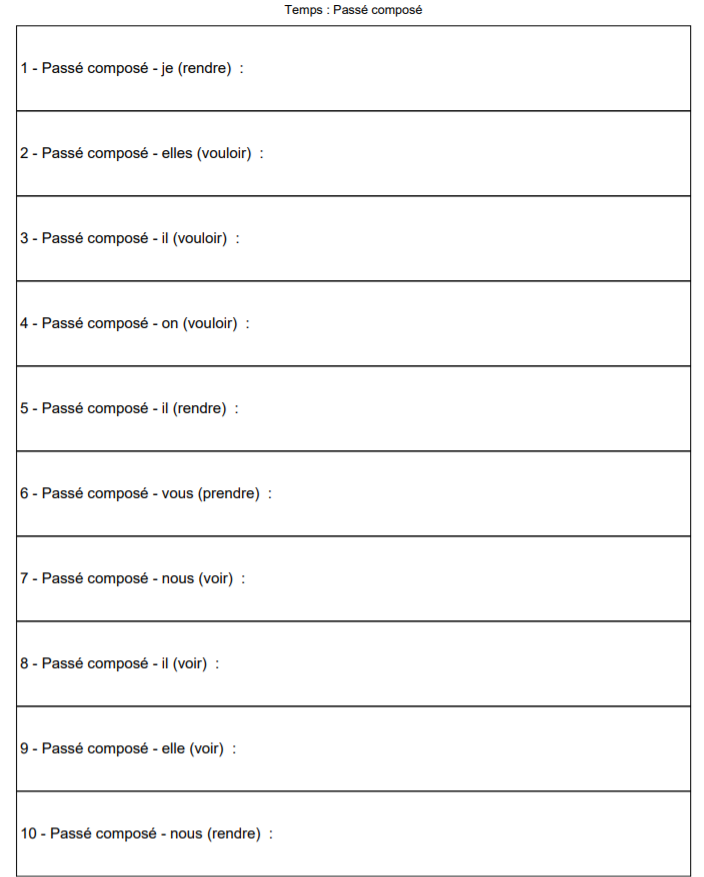 Temps : Passé composé
1 - Passé composé - je (rendre) :
2 - Passé composé - elles (vouloir) :
3 - Passé composé - il (vouloir) :
4 - Passé composé - on (vouloir) :
5 - Passé composé - il (rendre) :
6 - Passé composé - vous (prendre) :
7 - Passé composé - nous (voir) :
8 - Passé composé - il (voir) :
9 - Passé composé - elle (voir) :
10 - Passé composé - nous (rendre) :